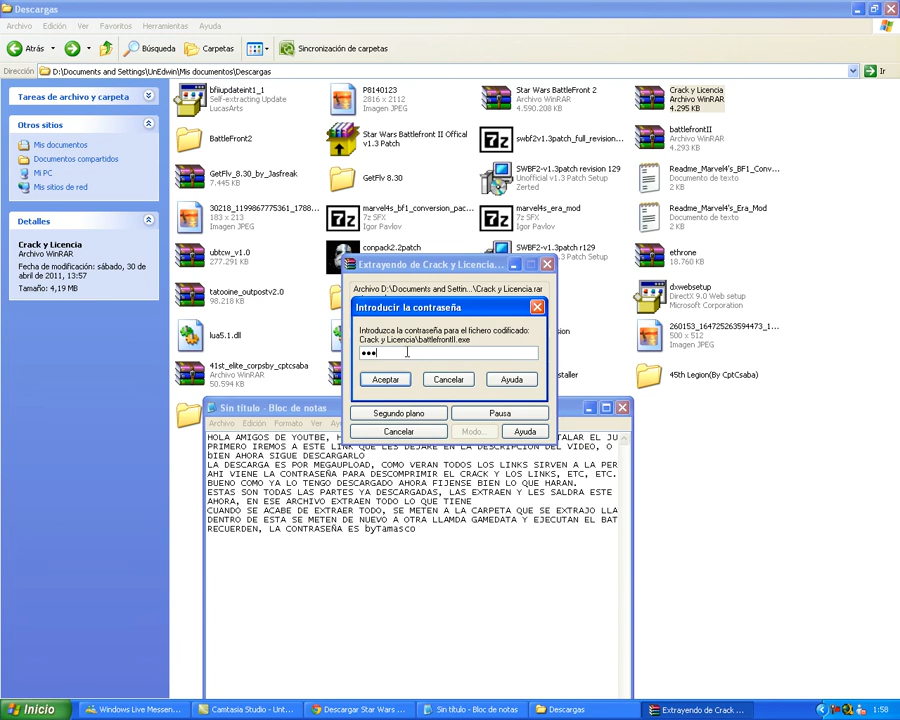 Descargas
Archivo Edición Ver Favoritos Herramientas Ayuda
Atrás Búsqueda Carpetas Sincronización de carpetas
Dirección D:\Documents and Settings\UnEdwin\Mis documentos\Descargas Ir
Tareas de archivo y carpeta
Otros sitios
Mis documentos
Documentos compartidos
Mi PC
Mis sitios de red
Detalles
Crack y Licencia
Archivo WinRAR
Fecha de modificación: sábado, 30 de
abril de 2011, 13:57
Tamaño: 4,19 MB
bfiiupdateint1_1
Self-extracting Update
LucasArts
P8140123
2816 x 2112
Imagen JPEG
Star Wars BattleFront 2
Archivo WinRAR
4.590.208 KB
Crack y Licencia
Archivo WinRAR
4.295 KB
BattleFront2
Star Wars Battlefront II Offical
v1.3 Patch
swbf2v1.3patch_full_revision...
battlefrontII
Archivo WinRAR
4.293 KB
GetFlv_8.30_by_Jasfreak
Archivo WinRAR
7.445 KB
GetFlv 8.30
SWBF2-v1.3patch revision 129
Unofficial v1.3 Patch Setup
Zerted
Readme_Marvel4's_BF1_Conv...
Documento de texto
2 KB
30218_1199867775361_1788...
183 x 213
Imagen JPEG
marvel4s_bf1_conversion_pac...
7z SFX
Igor Pavlov
marvel4s_era_mod
7z SFX
Igor Pavlov
Readme_Era_Mod
Documento de texto
2 KB
ubtcw_v1.0
Archivo WinRAR
277.291 KB
conpack2.2patch
SWBF2-v1.3patch r129
ethrone
Archivo WinRAR
18.760 KB
tatooine_outpostv2.0
Archivo WinRAR
98.218 KB
dxwebsetup
DirectX 9.0 Web setup
Microsoft Corporation
lua5.1.dll
260153_164725263594473_1...
500 x 512
Imagen JPEG
41st_elite_corpsby_cptcsaba
Archivo WinRAR
50.594 KB
45th Legion(By CptCsaba)
Extrayendo de Crack y Licencia...
Archivo D:\Documents and Settin...\Crack y Licencia.rar
Introducir la contraseña
Introduzca la contraseña para el fichero codificado:
Crack y Licencia\battlefrontII.exe
•••
Aceptar Cancelar Ayuda
Segundo plano Pausa
Cancelar Modo... Ayuda
Sin título - Bloc de notas
Archivo Edición Formato Ver
HOLA AMIGOS DE YOUTBE, TALAR EL JU
PRIMERO IREMOS A ESTE LINK QUE LES DEJARE EN LA DESCRIPCION DEL VIDEO, O
BIEN AHORA SIGUE DESCARGARLO
LA DESCARGA ES POR MEGAUPLOAD, COMO VERAN TODOS LOS LINKS SIRVEN A LA PER
AHI VIENE LA CONTRASEÑA PARA DESCOMPRIMIR EL CRACK Y LOS LINKS, ETC, ETC.
BUENO COMO YA LO TENGO DESCARGADO AHORA FIJENSE BIEN LO QUE HARAN.
ESTAS SON TODAS LAS PARTES YA DESCARGADAS, LAS EXTRAEN Y LES SALDRA ESTE
AHORA, EN ESE ARCHIVO EXTRAEN TODO LO QUE TIENE
CUANDO SE ACABE DE EXTRAER TODO, SE METEN A LA CARPETA QUE SE EXTRAJO LLA
DENTRO DE ESTA SE METEN DE NUEVO A OTRA LLAMDA GAMEDATA Y EJECUTAN EL BAT
RECUERDEN, LA CONTRASEÑA ES byTamasco
Inicio Windows Live Messen... Camtasia Studio - Unt... Descargar Star Wars ... Sin título - Bloc de notas Descargas Extrayendo de Crack ... 1:58